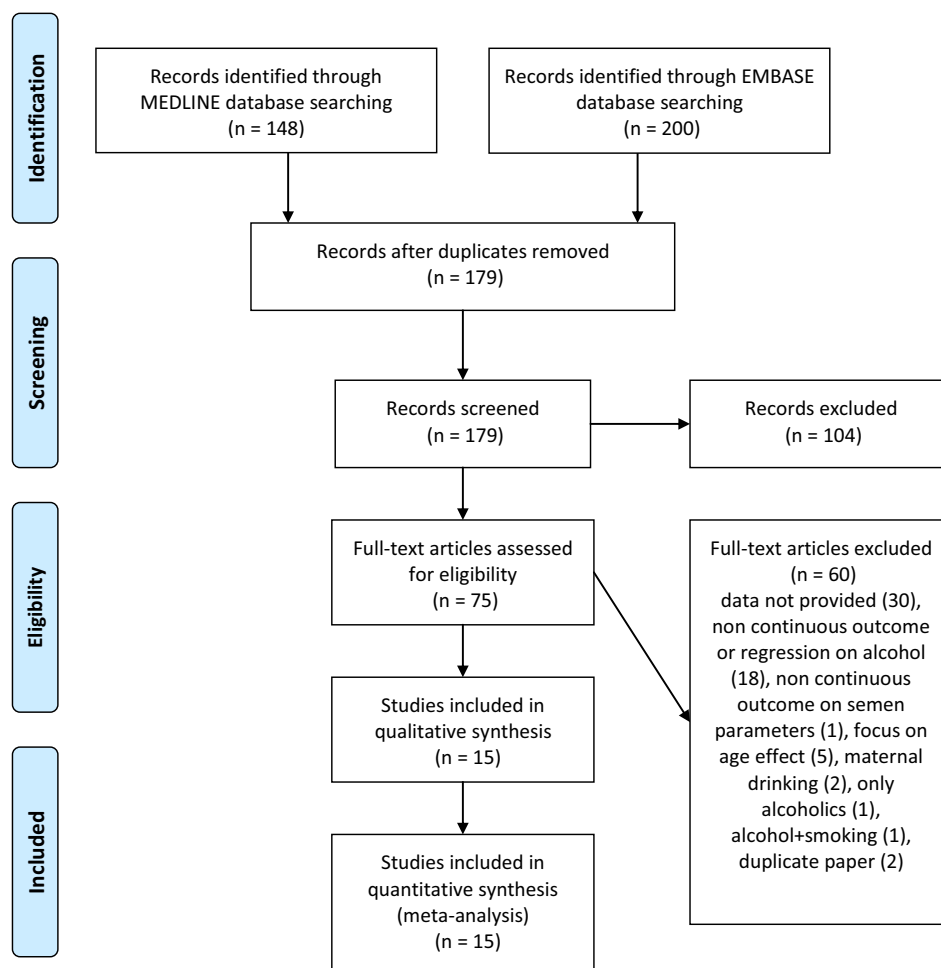 Identification
Records identified through
MEDLINE database searching
(n = 148)
Records identified through EMBASE
database searching
(n = 200)
Records after duplicates removed
(n = 179)
Screening
Records screened
(n = 179)
Records excluded
(n = 104)
Eligibility
Full-text articles assessed
for eligibility
(n = 75)
Full-text articles excluded
(n = 60)
data not provided (30),
non continuous outcome
or regression on alcohol
(18), non continuous
outcome on semen
parameters (1), focus on
age effect (5), maternal
drinking (2), only
alcoholics (1),
alcohol+smoking (1),
duplicate paper (2)
Studies included in
qualitative synthesis
(n = 15)
Included
Studies included in
quantitative synthesis
(meta-analysis)
(n = 15)